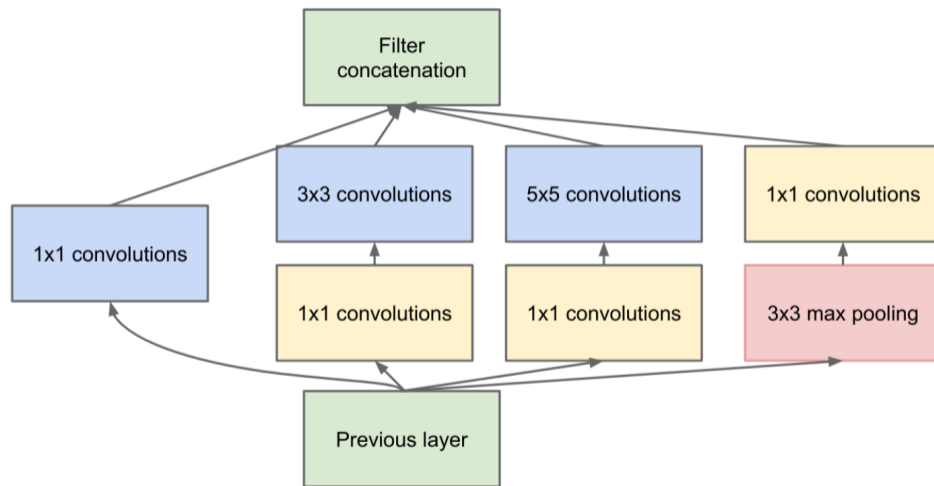 Filter
concatenation
3x3 convolutions
5x5 convolutions
1x1 convolutions
1x1 convolutions
1x1 convolutions
1x1 convolutions
3x3 max pooling
Previous layer